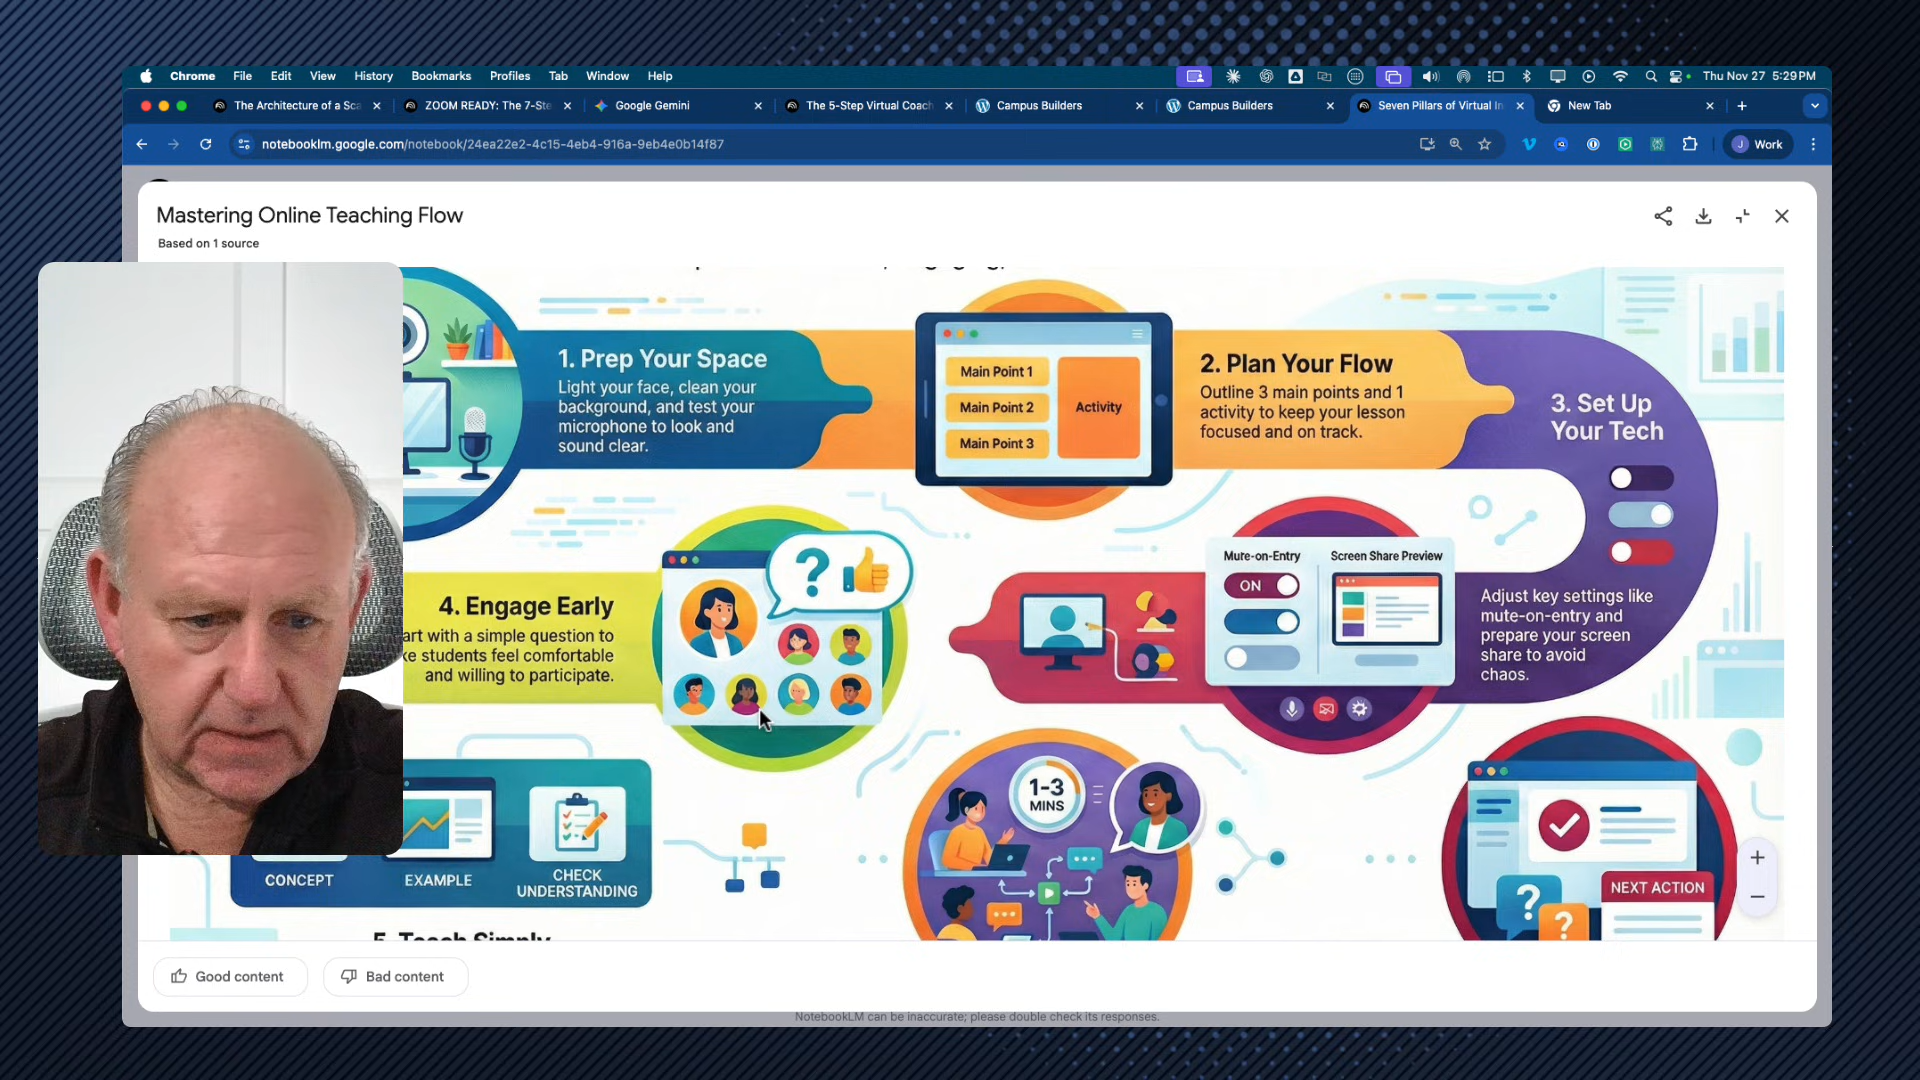 Chrome File Edit View History Bookmarks Profiles Tab Window Help Thu Nov 27 5:29 PM
The Architecture of a Sca ZOOM READY: The 7-Ste Google Gemini The 5-Step Virtual Coach Campus Builders Campus Builders Seven Pillars of Virtual In New Tab
notebooklm.google.com/notebook/24ea22e2-4c15-4eb4-916a-9eb4e0b14f87 J Work
Mastering Online Teaching Flow
Based on 1 source
1. Prep Your Space
Light your face, clean your
background, and test your
microphone to look and
sound clear.
Main Point 1
Main Point 2
Main Point 3
Activity
2. Plan Your Flow
Outline 3 main points and 1
activity to keep your lesson
focused and on track.
3. Set Up
Your Tech
Adjust key settings like
mute-on-entry and
prepare your screen
share to avoid
chaos.
Mure-on-Entry
ON
Screen Share Preview
4. Engage Early
art with a simple question to
ke students feel comfortable
and willing to participate.
?
CONCEPT
EXAMPLE
CHECK
UNDERSTANDING
5. Teach Simply
1-3
MINS
? ?
NEXT ACTION
Good content
Bad content
NotebookLM can be inaccurate; please double check its responses.